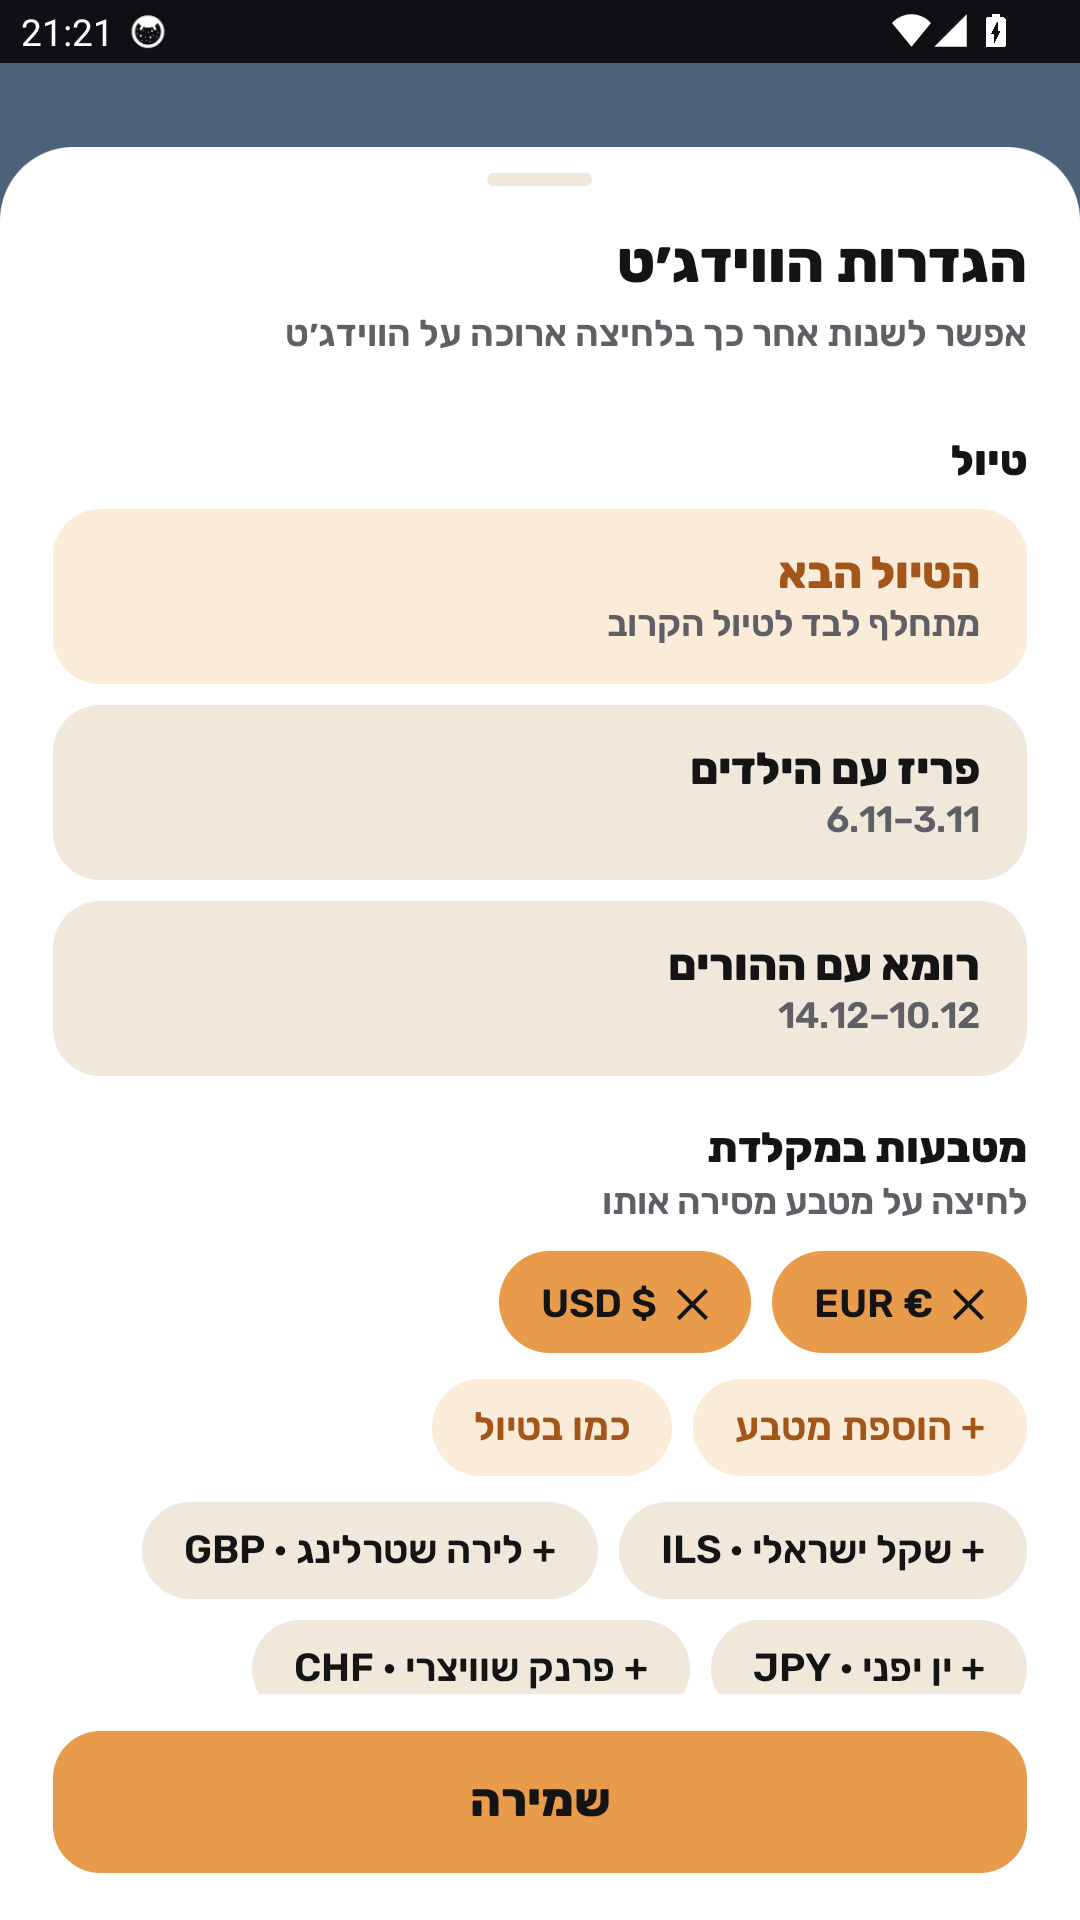 21:21
הגדרות הווידג׳ט
אפשר לשנות אחר כך בלחיצה ארוכה על הווידג׳ט
טיול
הטיול הבא
מתחלף לבד לטיול הקרוב
פריז עם הילדים
6.11–3.11
רומא עם ההורים
14.12–10.12
מטבעות במקלדת
לחיצה על מטבע מסירה אותו
EUR € USD $
+ הוספת מטבע כמו בטיול
+ שקל ישראלי • ILS + לירה שטרלינג • GBP
+ ין יפני • JPY + פרנק שוויצרי • CHF
שמירה